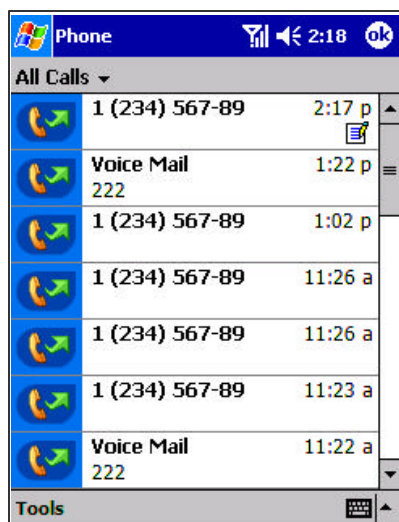 Phone 2:18 ok
All Calls
1 (234) 567-89 2:17 p
Voice Mail 1:22 p
222
1 (234) 567-89 1:02 p
1 (234) 567-89 11:26 a
1 (234) 567-89 11:26 a
1 (234) 567-89 11:23 a
Voice Mail 11:22 a
222
Tools